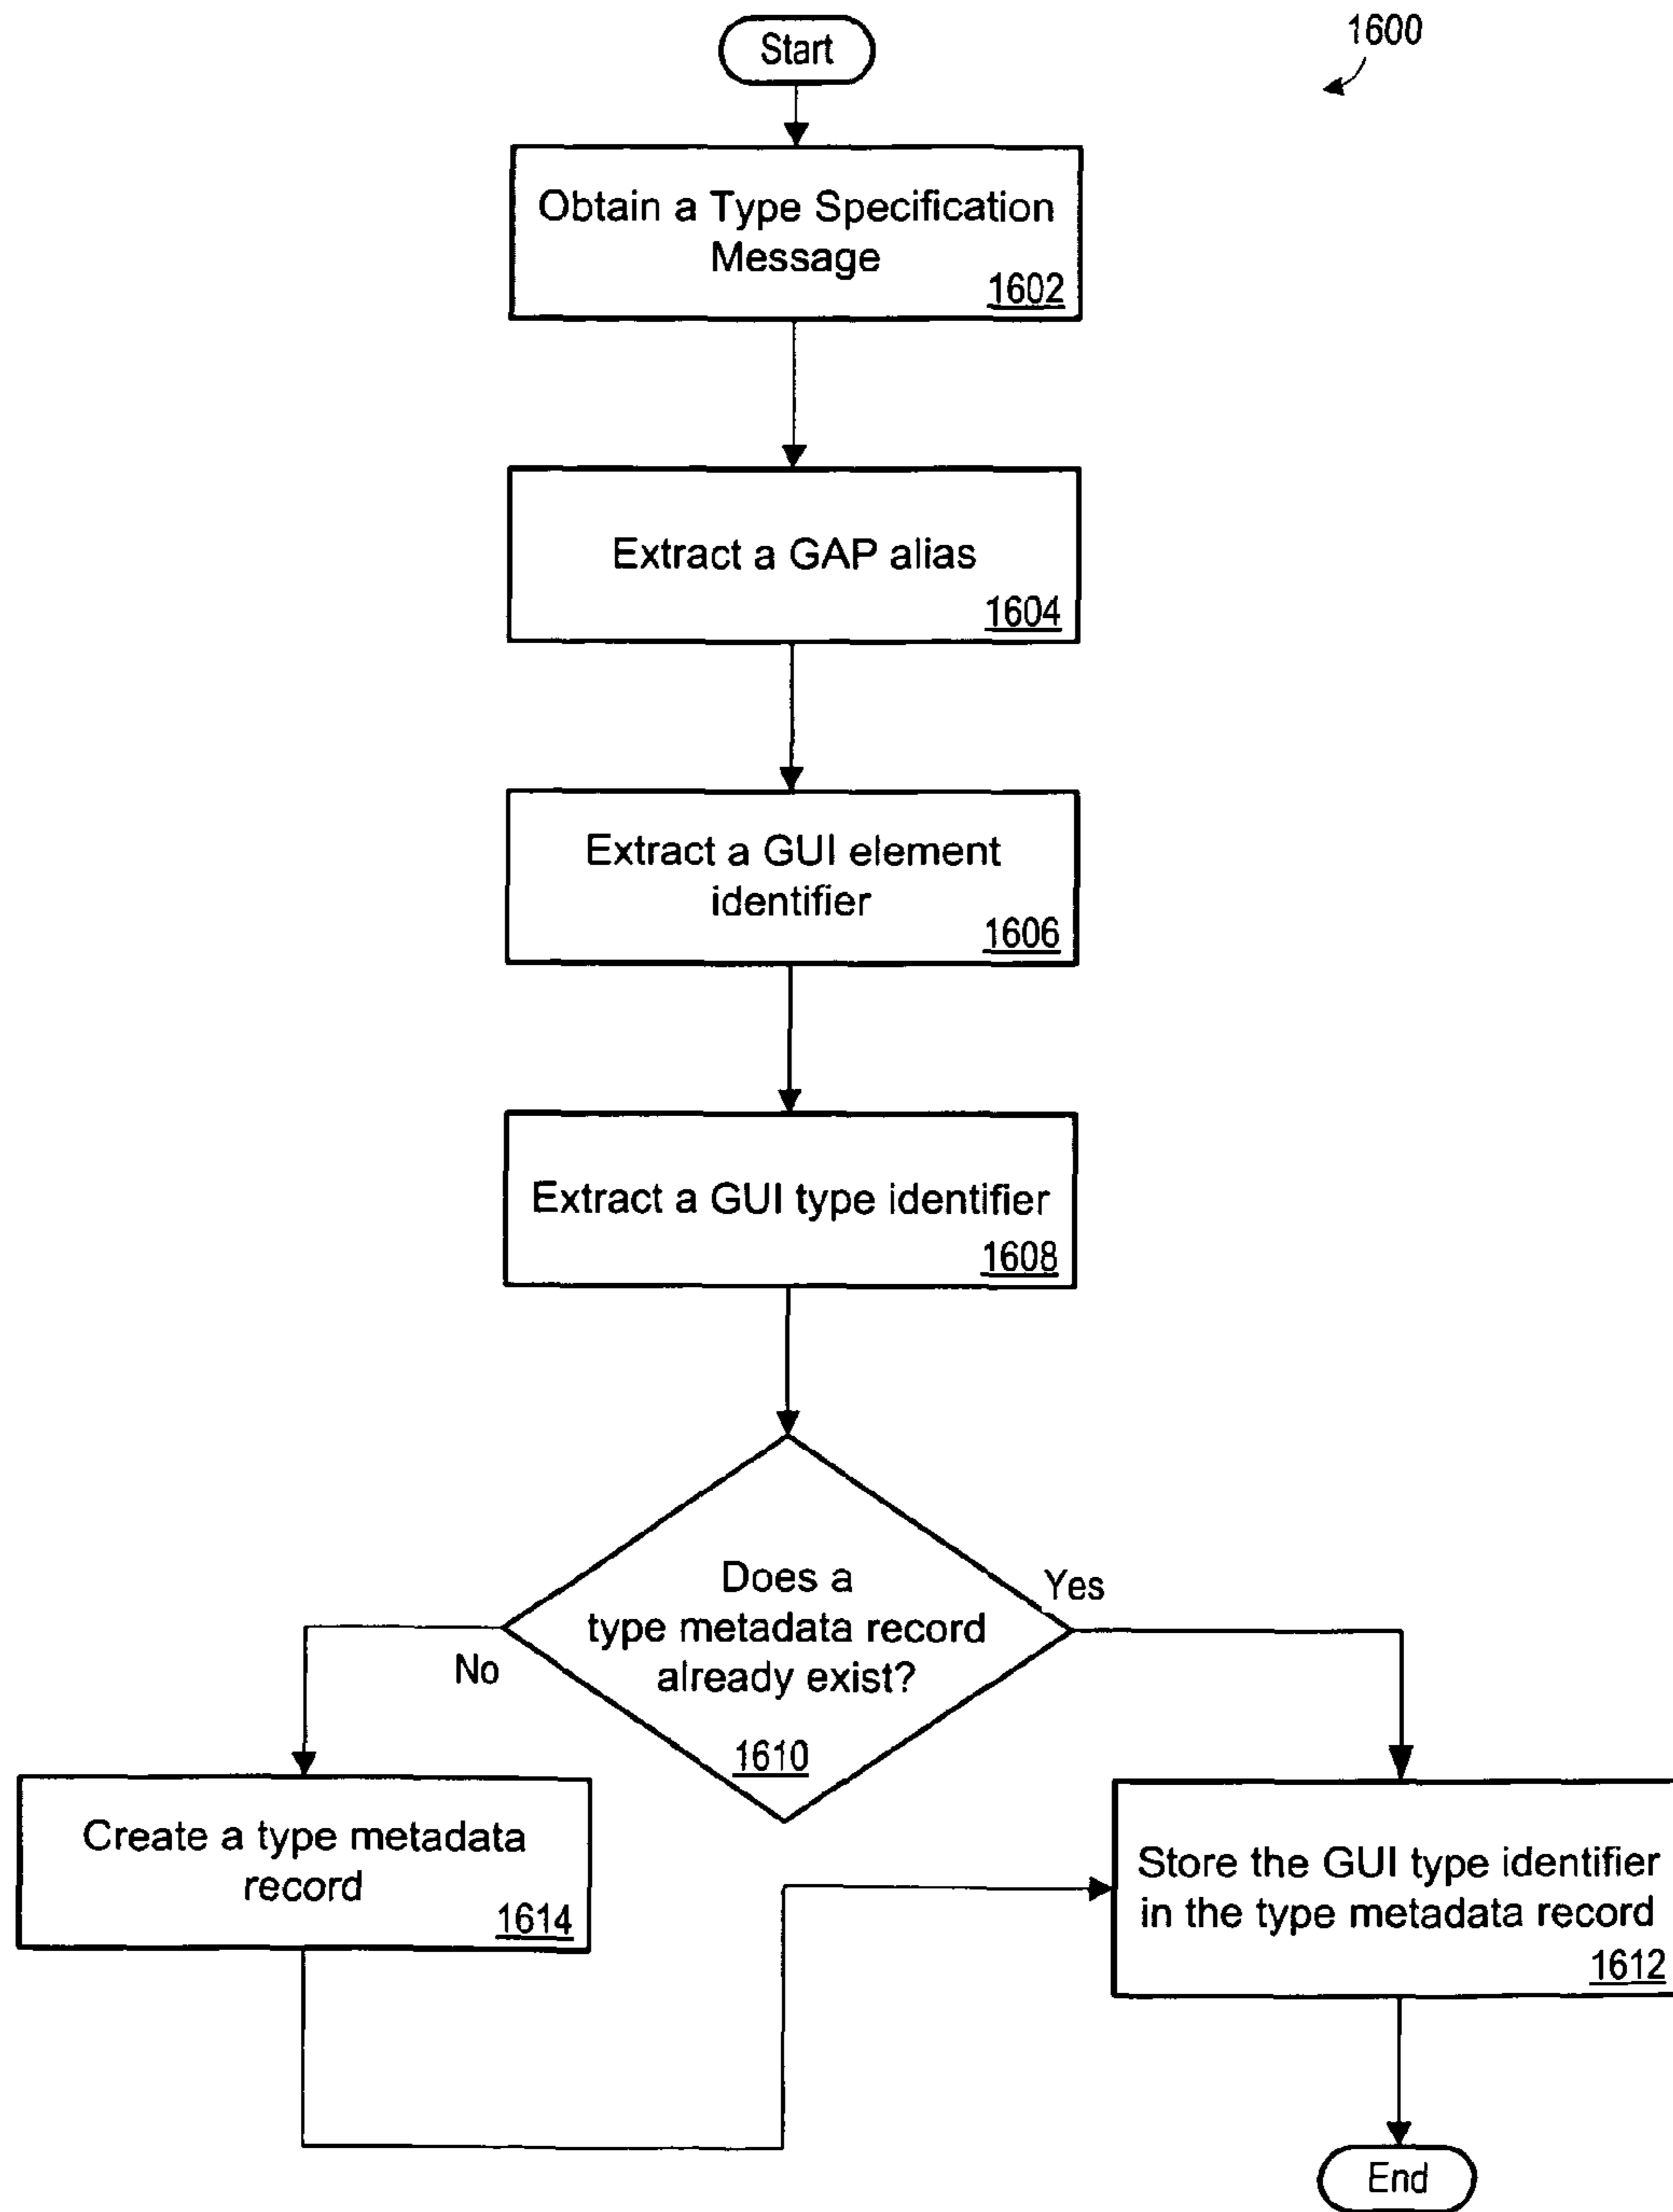 Start
1600
Obtain a Type Specification
Message
1602
Extract a GAP alias
1604
Extract a GUI element
identifier
1606
Extract a GUI type identifier
1608
Does a
type metadata record
already exist?
1610
Yes
No
Create a type metadata
record
1614
Store the GUI type identifier
in the type metadata record
1612
End